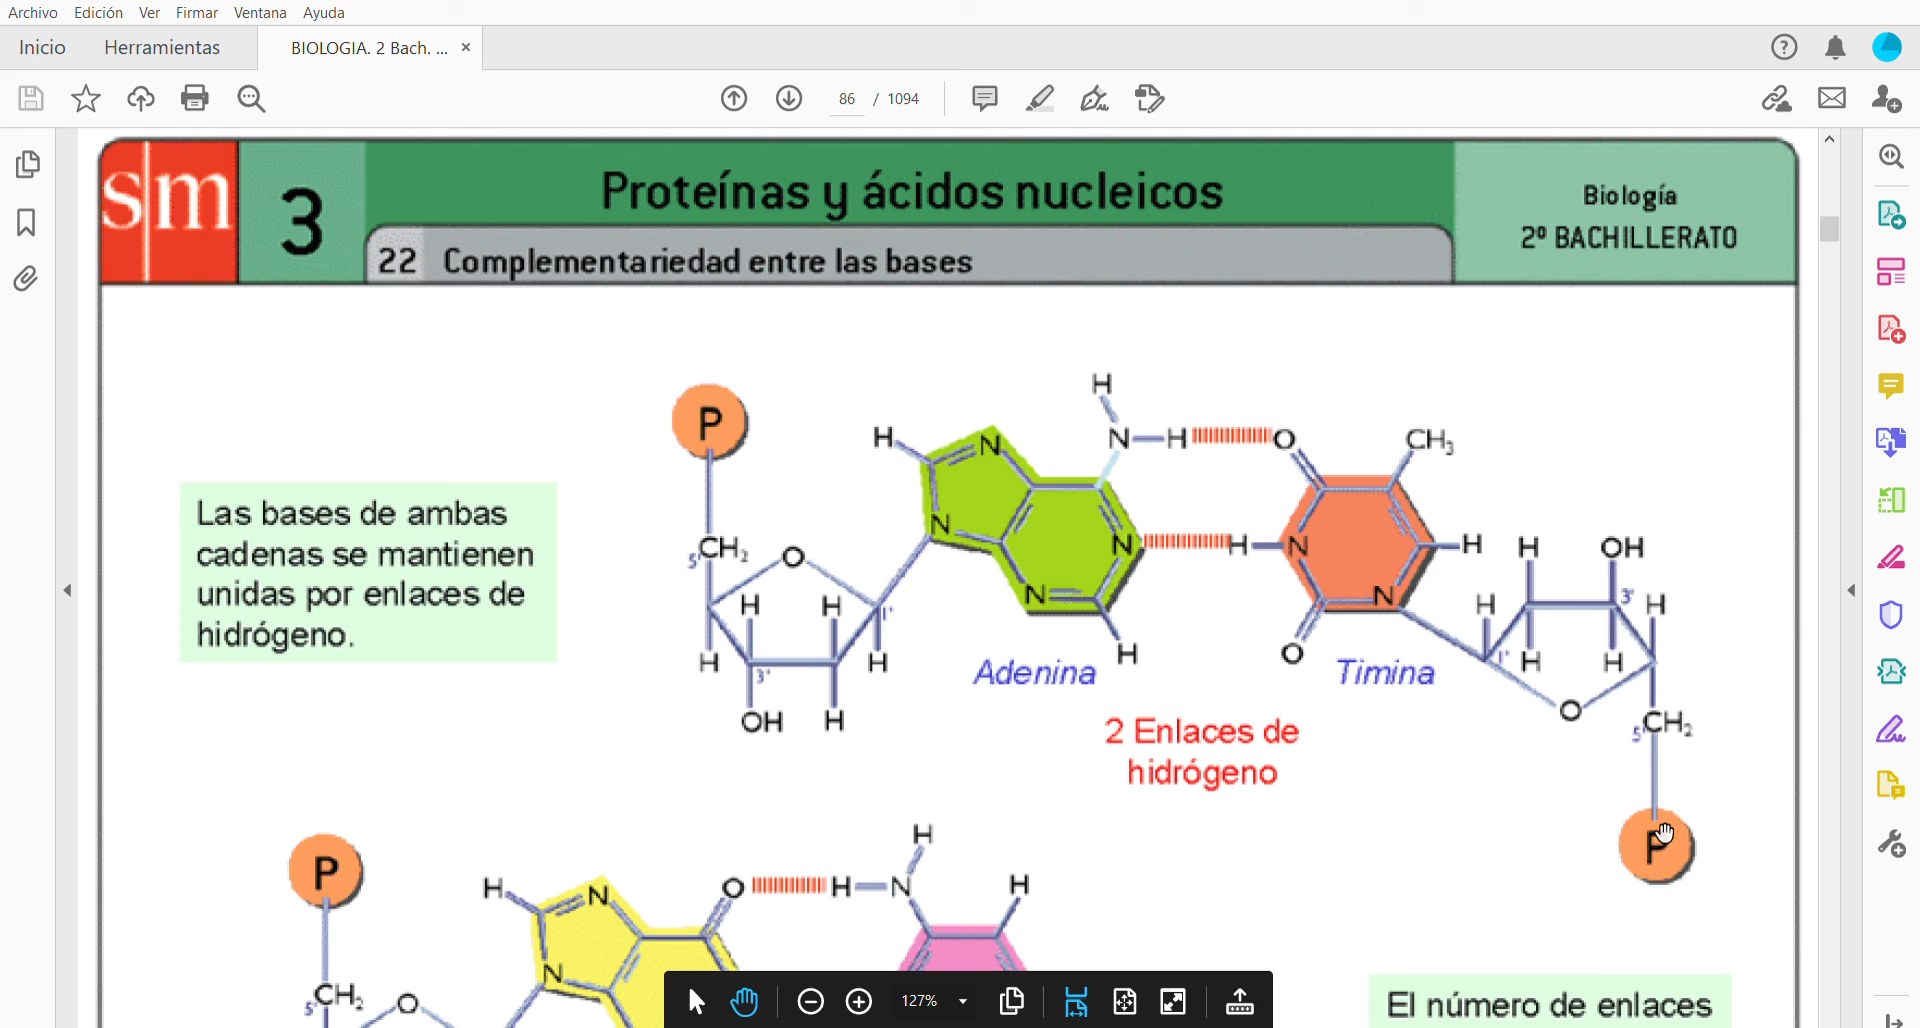 Archivo Edición Ver Firmar Ventana Ayuda
Inicio Herramientas BIOLOGIA. 2 Bach. ... ×
86 / 1094
sm 3 Proteínas y ácidos nucleicos
22 Complementariedad entre las bases
Biología
2º BACHILLERATO
Las bases de ambas
cadenas se mantienen
unidas por enlaces de
hidrógeno.
H
P H N N H O CH3
N N H N H H OH
5' CH2 O
H H 1' N N H 3' H
H H O H H 1' H
3' Adenina Timina
OH H O 5' CH2
2 Enlaces de
hidrógeno
P
H
P H N O H N H
N
5' CH2 O
127%
El número de enlaces